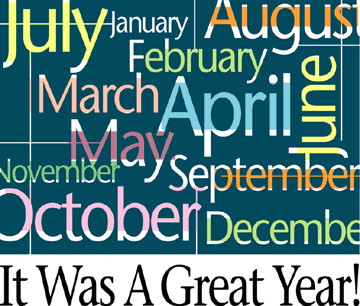 July
January
August
February
March
April
June
May
November
September
October
December
It Was A Great Year!